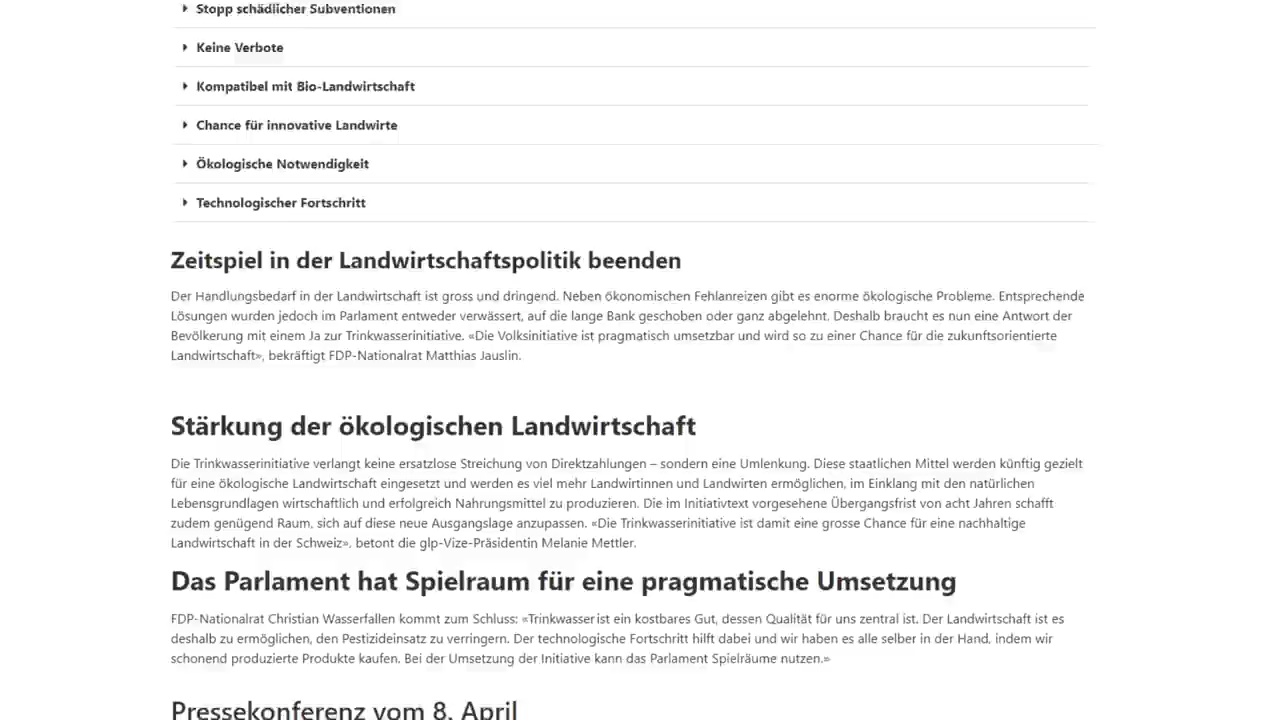 Stopp schädlicher Subventionen
Keine Verbote
Kompatibel mit Bio-Landwirtschaft
Chance für innovative Landwirte
Ökologische Notwendigkeit
Technologischer Fortschritt
Zeitspiel in der Landwirtschaftspolitik beenden
Der Handlungsbedarf in der Landwirtschaft ist gross und dringend. Neben ökonomischen Fehlanreizen gibt es enorme ökologische Probleme. Entsprechende
Lösungen wurden jedoch im Parlament entweder verwässert, auf die lange Bank geschoben oder ganz abgelehnt. Deshalb braucht es nun eine Antwort der
Bevölkerung mit einem Ja zur Trinkwasserinitiative. «Die Volksinitiative ist pragmatisch umsetzbar und wird so zu einer Chance für die zukunftsorientierte
Landwirtschaft», bekräftigt FDP-Nationalrat Matthias Jauslin.
Stärkung der ökologischen Landwirtschaft
Die Trinkwasserinitiative verlangt keine ersatzlose Streichung von Direktzahlungen – sondern eine Umlenkung. Diese staatlichen Mittel werden künftig gezielt
für eine ökologische Landwirtschaft eingesetzt und werden es viel mehr Landwirtinnen und Landwirten ermöglichen, im Einklang mit den natürlichen
Lebensgrundlagen wirtschaftlich und erfolgreich Nahrungsmittel zu produzieren. Die im Initiativtext vorgesehene Übergangsfrist von acht Jahren schafft
zudem genügend Raum, sich auf diese neue Ausgangslage anzupassen. «Die Trinkwasserinitiative ist damit eine grosse Chance für eine nachhaltige
Landwirtschaft in der Schweiz», betont die glp-Vize-Präsidentin Melanie Mettler.
Das Parlament hat Spielraum für eine pragmatische Umsetzung
FDP-Nationalrat Christian Wasserfallen kommt zum Schluss: «Trinkwasser ist ein kostbares Gut, dessen Qualität für uns zentral ist. Der Landwirtschaft ist es
deshalb zu ermöglichen, den Pestizideinsatz zu verringern. Der technologische Fortschritt hilft dabei und wir haben es alle selber in der Hand, indem wir
schonend produzierte Produkte kaufen. Bei der Umsetzung der Initiative kann das Parlament Spielräume nutzen.»
Pressekonferenz vom 8. April